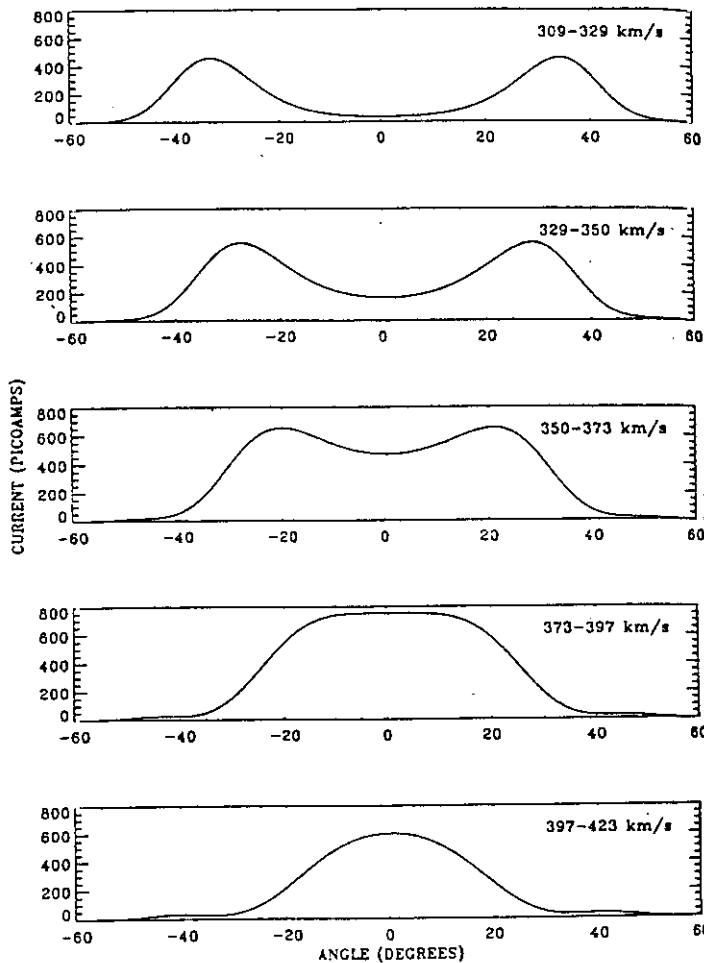 800
309-329 km/s
600
400
200
0
-60 -40 -20 0 20 40 60
800
329-350 km/s
600
400
200
0
-60 -40 -20 0 20 40 60
800
350-373 km/s
600
400
200
0
-60 -40 -20 0 20 40 60
CURRENT (PICOAMPS)
800
373-397 km/s
600
400
200
0
-60 -40 -20 0 20 40 60
800
397-423 km/s
600
400
200
0
-60 -40 -20 0 20 40 60
ANGLE (DEGREES)